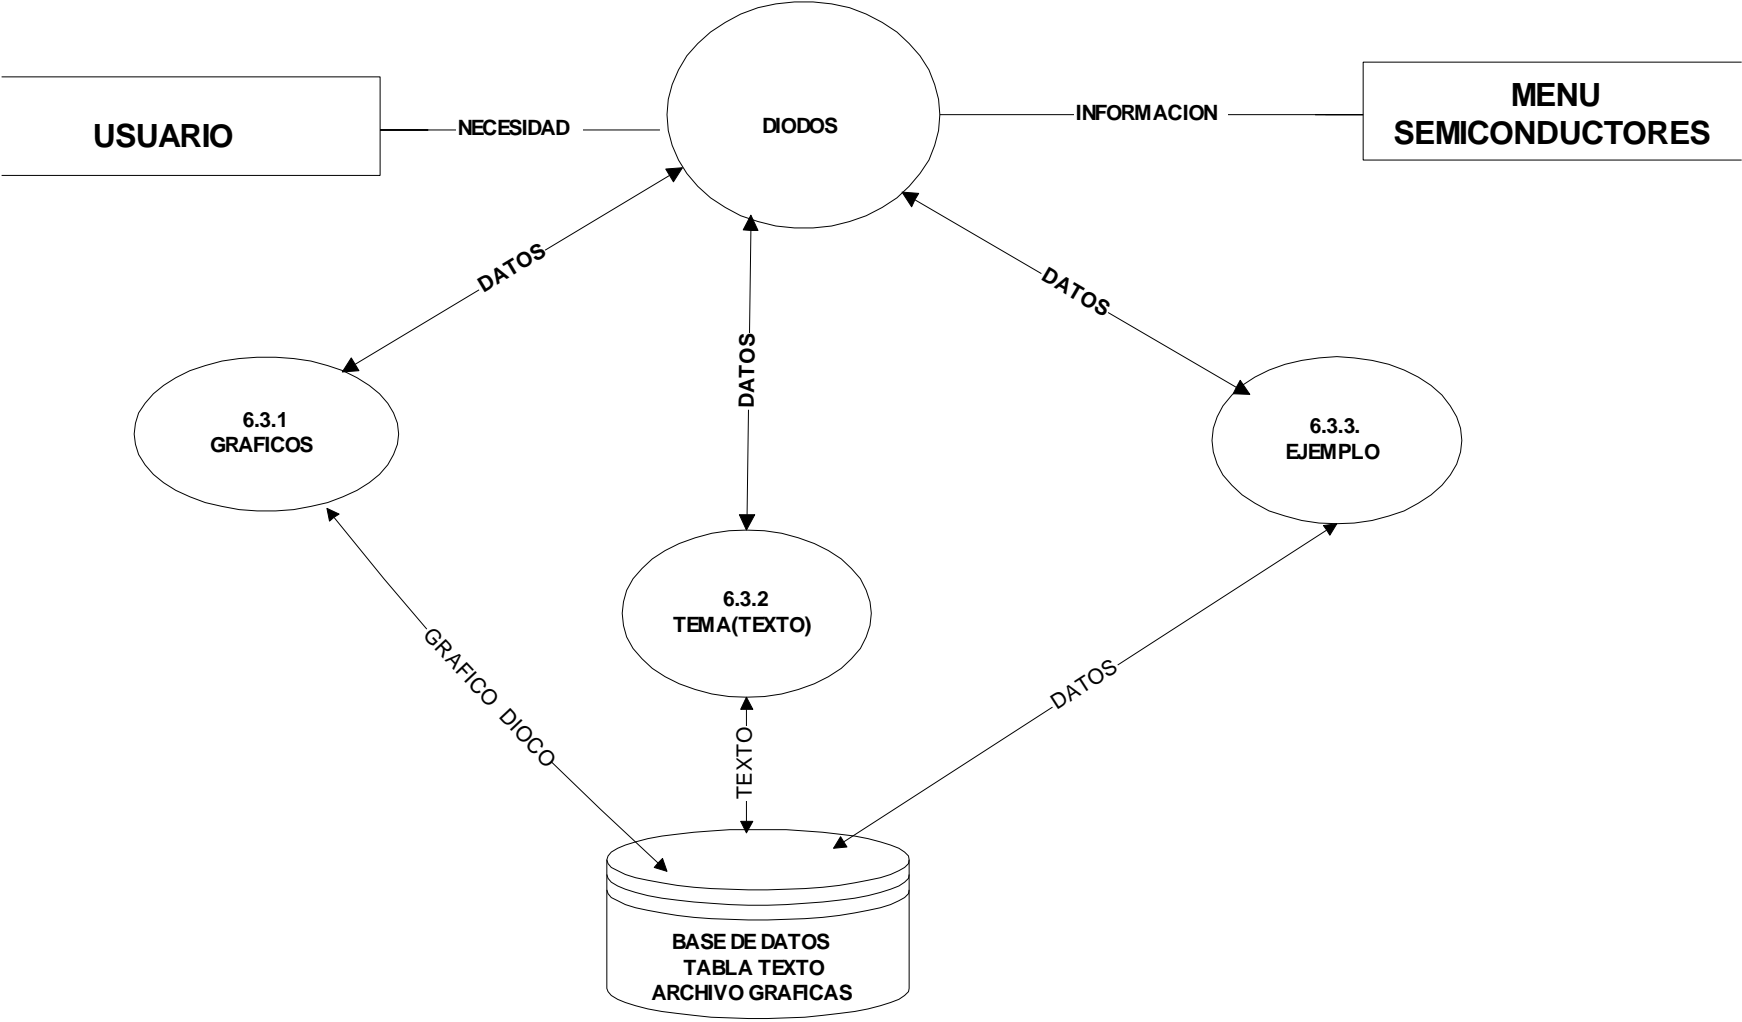 USUARIO
NECESIDAD
DIODOS
INFORMACION
MENU
SEMICONDUCTORES
DATOS
DATOS
DATOS
6.3.1
GRAFICOS
6.3.3.
EJEMPLO
6.3.2
TEMA(TEXTO)
GRAFICO DIOCO
TEXTO
DATOS
BASE DE DATOS
TABLA TEXTO
ARCHIVO GRAFICAS